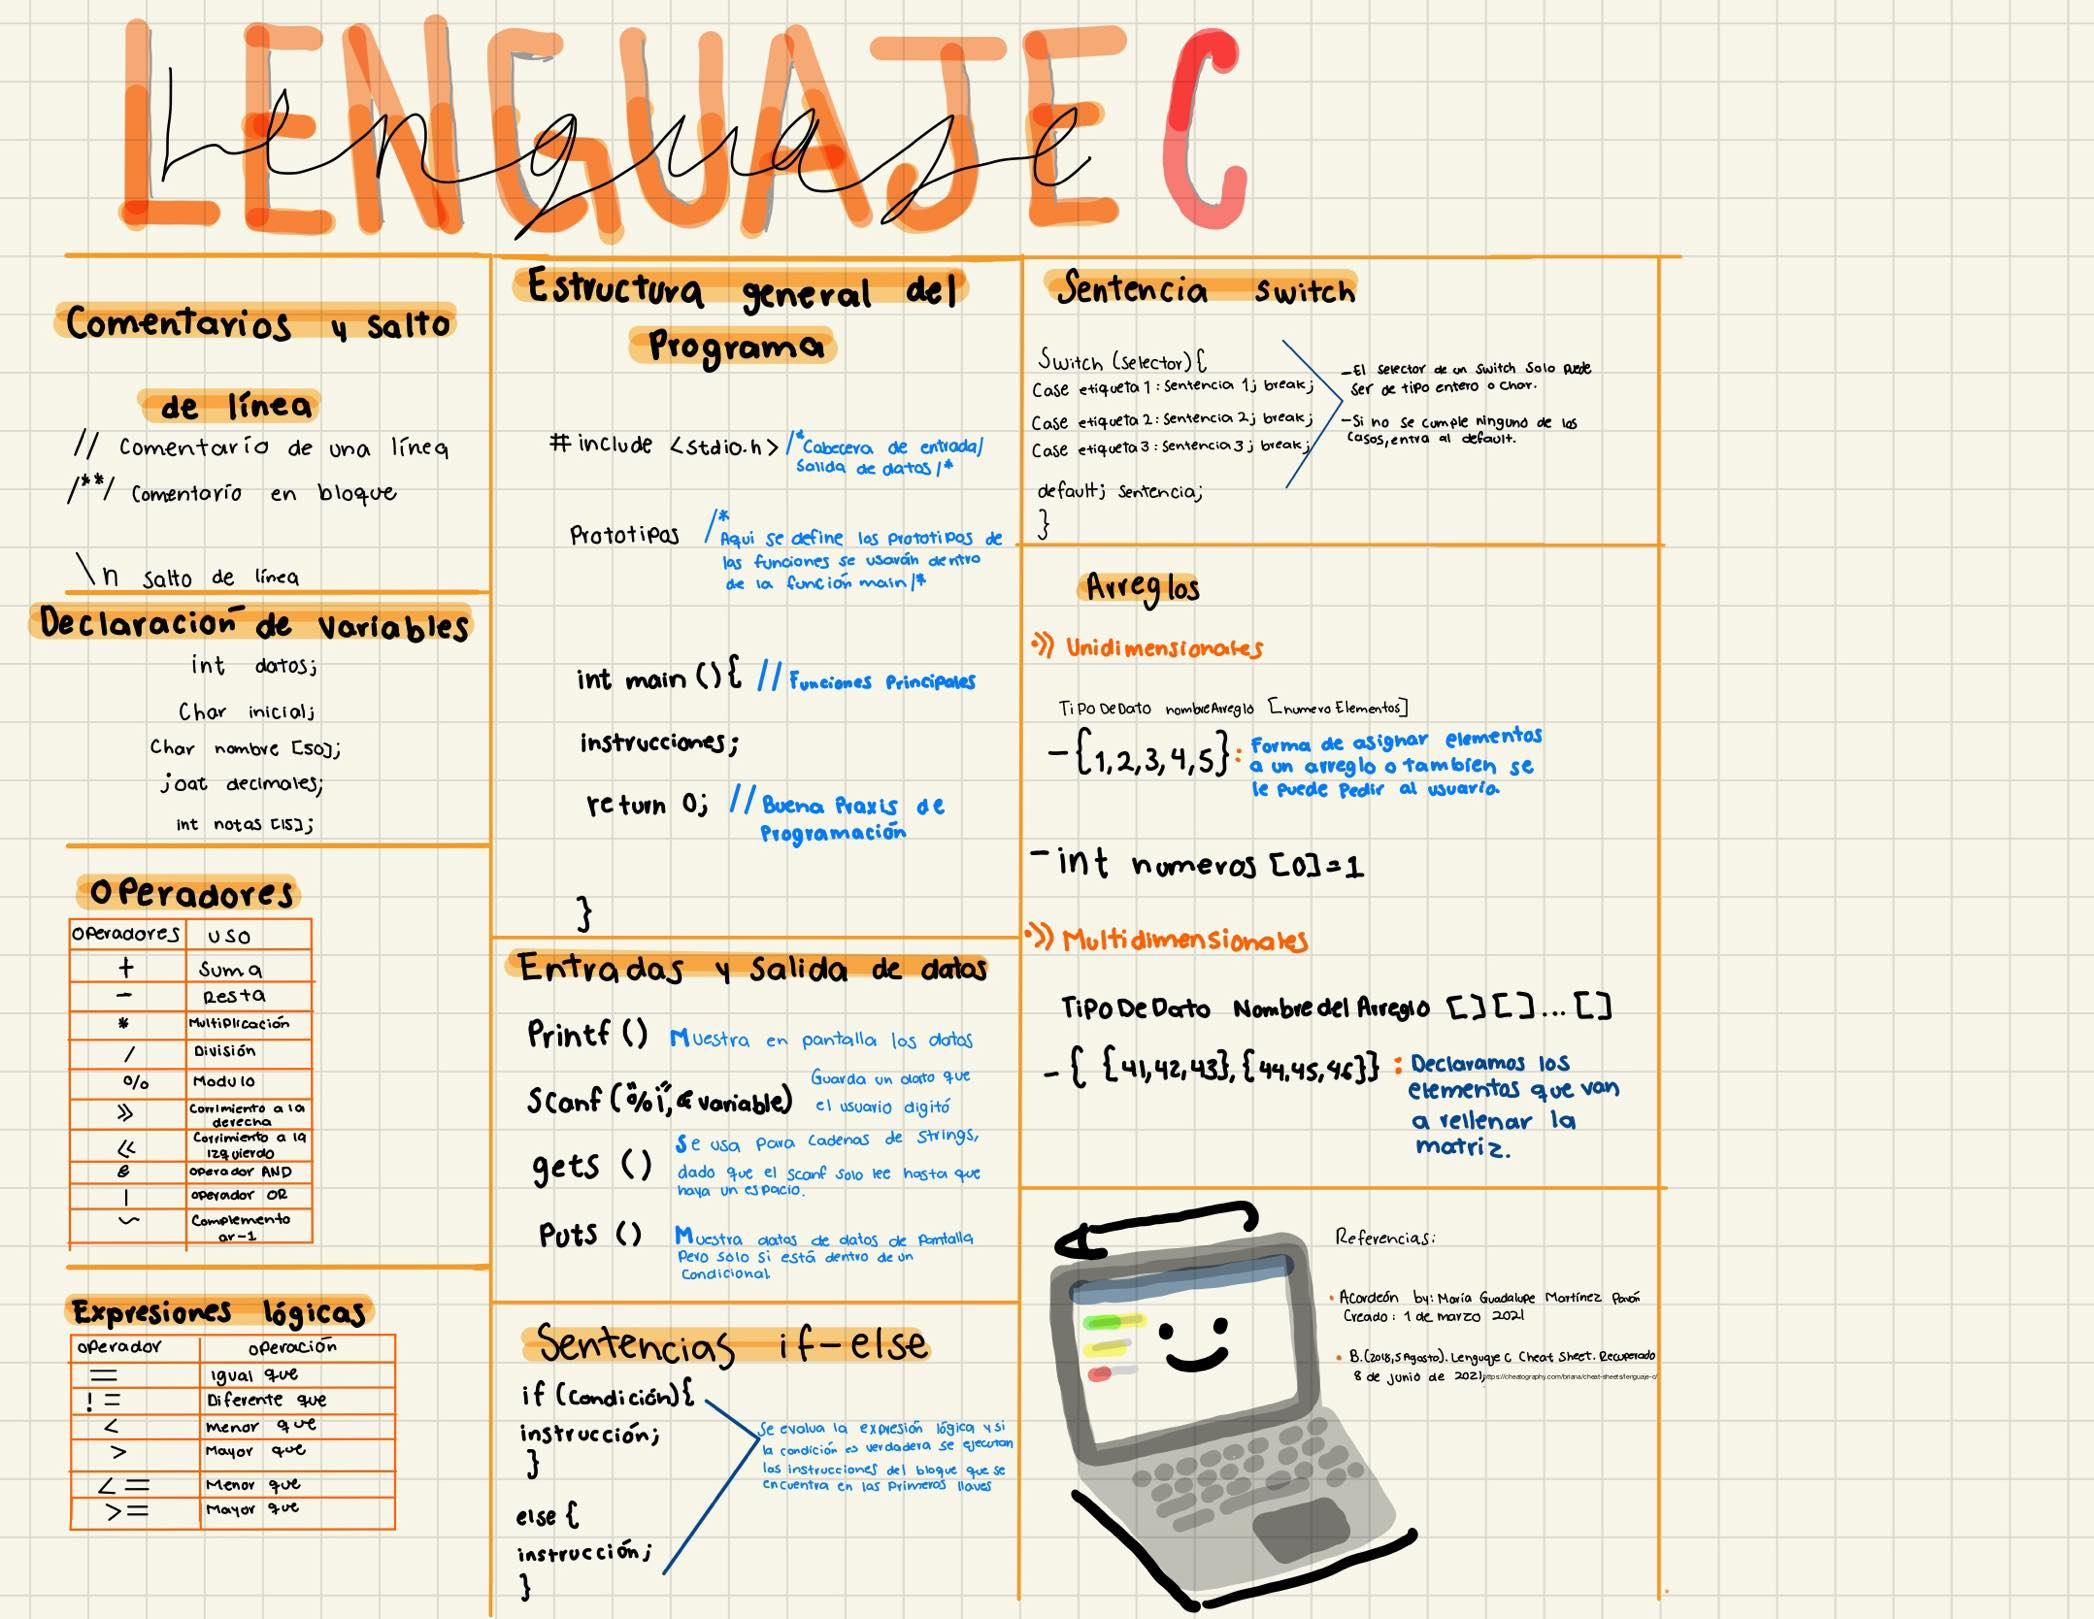 LENGUAJE C
Lenguaje
Comentarios y salto
de línea
// Comentario de una línea
/**/ Comentario en bloque
\n salto de línea
Declaración de variables
int datos;
Char inicial;
Char nombre [50];
joat decimales;
int notas [15];
Operadores
Operadores uso
+ Suma
- Resta
* Multiplicación
/ División
% Modulo
>> Corrimiento a la
derecha
<< Corrimiento a la
izquierdo
& operador AND
| operador OR
~ Complemento
ar-1
Expresiones lógicas
operador operación
== igual que
!= Diferente que
< menor que
> Mayor que
<= Menor que
>= Mayor que
Estructura general del
Programa
#include <stdio.h> /*Cabecera de entrada/
Salida de datos/*
Prototipos /*
Aqui se define los prototipos de
las funciones se usarán dentro
de la función main/*
int main (){ // Funciones Principales
instrucciones;
return 0; // Buena Praxis de
Programación
}
Entradas y Salida de datos
Printf () Muestra en pantalla los datos
Scanf ("%i", & variable) Guarda un dato que
el usuario digitó
gets () Se usa para cadenas de strings,
dado que el scanf solo lee hasta que
haya un espacio.
Puts () Muestra datos de datos de pantalla
Pero solo si está dentro de un
Condicional.
Sentencias if-else
if (Condición){
instrucción;
}
else {
instrucción;
}
Se evalua la expresión lógica y si
la condición es verdadera se ejecutan
las instrucciones del bloque que se
encuentra en las primeros llaves
Sentencia switch
Switch (Selector){
Case etiqueta 1: Sentencia 1; break;
Case etiqueta 2: Sentencia 2; break;
Case etiqueta 3: Sentencia 3; break;
default; sentencia;
}
-El selector de un switch solo puede
ser de tipo entero o char.
-Si no se cumple ninguno de los
Casos, entra al default.
Arreglos
Unidimensionales
TipoDeDato nombreArreglo [numeroElementos]
- {1,2,3,4,5}: Forma de asignar elementos
a un arreglo o tambien se
le puede pedir al usuario.
- int numeros [0]=1
Multidimensionales
TipoDeDato NombredelArreglo [][]...[]
- { {41,42,43},{44,45,46}} : Declaramos los
elementos que van
a rellenar la
matriz.
Referencias:
• Acordeón by: María Guadalupe Martínez Pavón
Creado: 1 de marzo 2021
• B.(2018,5 Agosto). Lenguaje C Cheat Sheet. Recuperado
8 de junio de 2021, https://cheatography.com/briana/cheat-sheets/lenguaje-c/